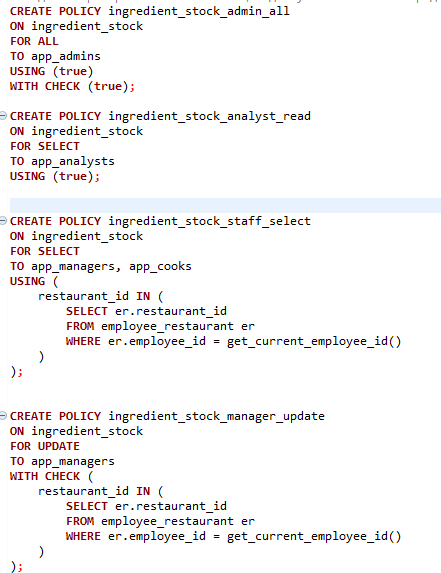 CREATE POLICY ingredient_stock_admin_all
ON ingredient_stock
FOR ALL
TO app_admins
USING (true)
WITH CHECK (true);
CREATE POLICY ingredient_stock_analyst_read
ON ingredient_stock
FOR SELECT
TO app_analysts
USING (true);
CREATE POLICY ingredient_stock_staff_select
ON ingredient_stock
FOR SELECT
TO app_managers, app_cooks
USING (
    restaurant_id IN (
        SELECT er.restaurant_id
        FROM employee_restaurant er
        WHERE er.employee_id = get_current_employee_id()
    )
);
CREATE POLICY ingredient_stock_manager_update
ON ingredient_stock
FOR UPDATE
TO app_managers
WITH CHECK (
    restaurant_id IN (
        SELECT er.restaurant_id
        FROM employee_restaurant er
        WHERE er.employee_id = get_current_employee_id()
    )
);